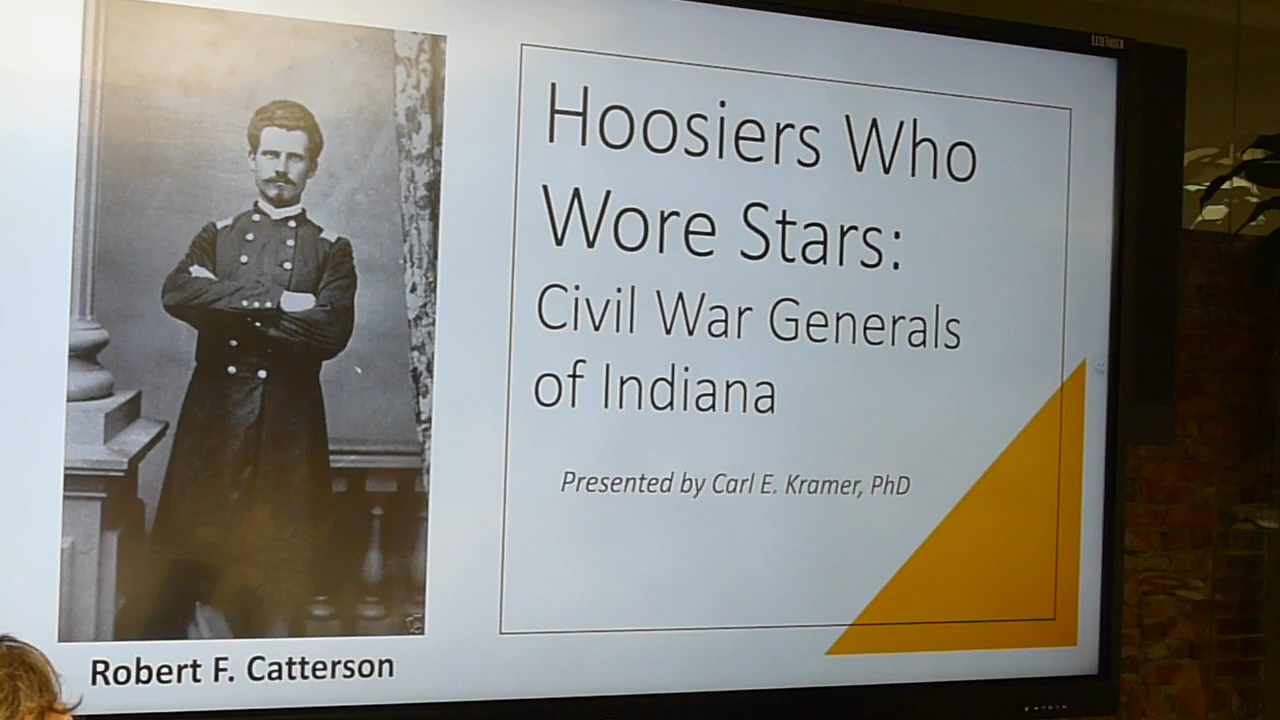 Hoosiers Who
Wore Stars:
Civil War Generals
of Indiana
Presented by Carl E. Kramer, PhD
Robert F. Catterson